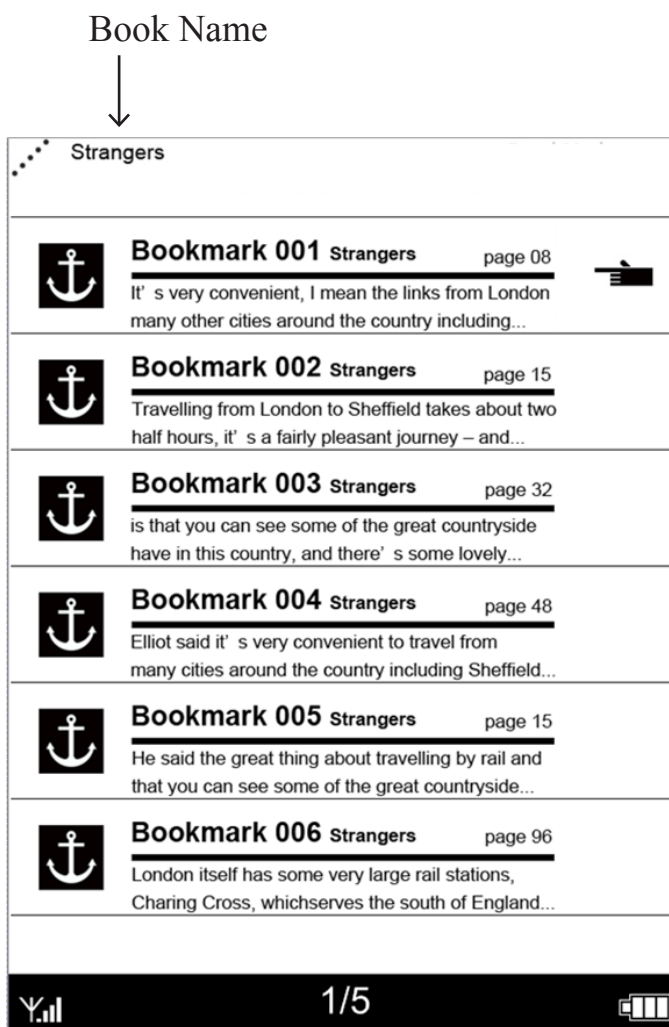 Book Name
Strangers
Bookmark 001 Strangers page 08
It' s very convenient, I mean the links from London
many other cities around the country including...
Bookmark 002 Strangers page 15
Travelling from London to Sheffield takes about two
half hours, it' s a fairly pleasant journey – and...
Bookmark 003 Strangers page 32
is that you can see some of the great countryside
have in this country, and there' s some lovely...
Bookmark 004 Strangers page 48
Elliot said it' s very convenient to travel from
many cities around the country including Sheffield...
Bookmark 005 Strangers page 15
He said the great thing about travelling by rail and
that you can see some of the great countryside...
Bookmark 006 Strangers page 96
London itself has some very large rail stations,
Charing Cross, whichserves the south of England...
1/5